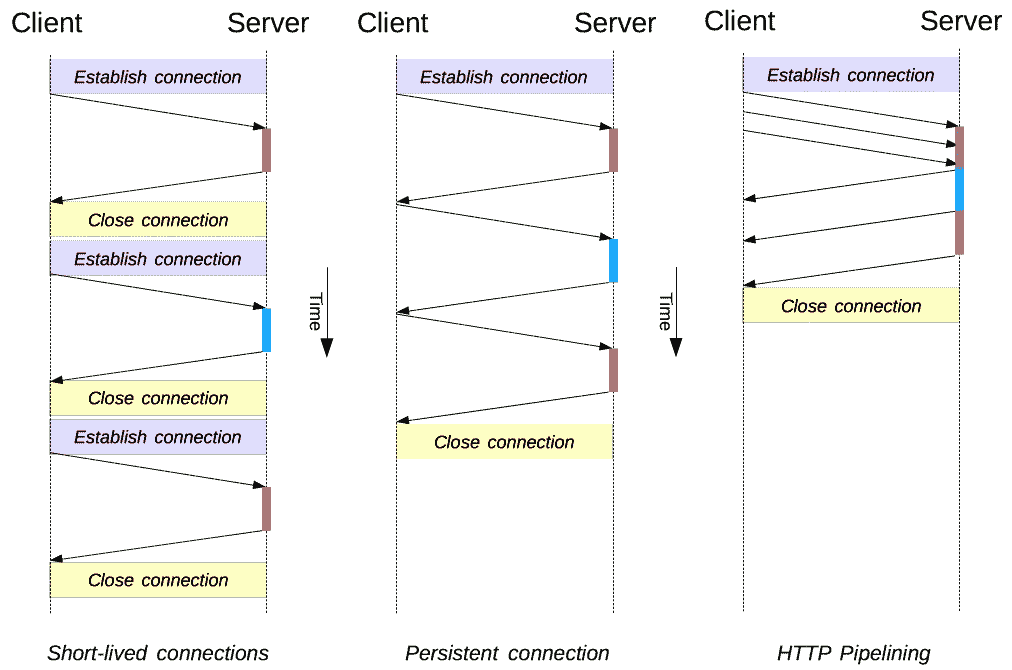 Client Server
Establish connection
Close connection
Establish connection
Close connection
Establish connection
Close connection
Short-lived connections
Time
Client Server
Establish connection
Close connection
Persistent connection
Time
Client Server
Establish connection
Close connection
HTTP Pipelining